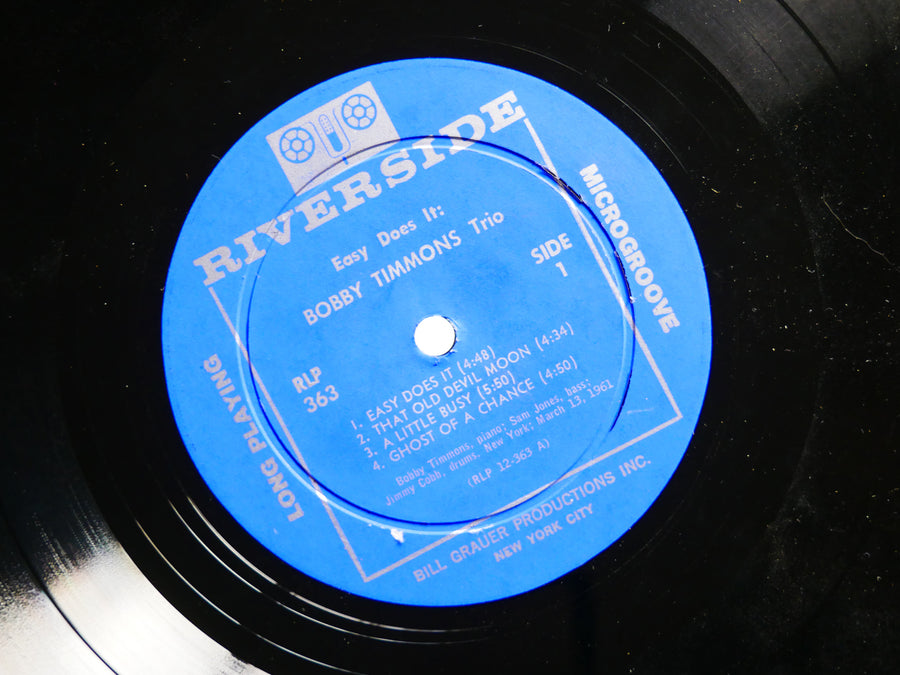 RIVERSIDE
Easy Does It:
BOBBY TIMMONS Trio
SIDE
1
MICROGROOVE
LONG PLAYING
RLP
363
1. EASY DOES IT (4:48)
2. THAT OLD DEVIL MOON (4:34)
3. A LITTLE BUSY (5:50)
4. GHOST OF A CHANCE (4:50)
Bobby Timmons, piano; Sam Jones, bass;
Jimmy Cobb, drums. New York; March 13, 1961
(RLP 12-363 A)
BILL GRAUER PRODUCTIONS INC.
NEW YORK CITY